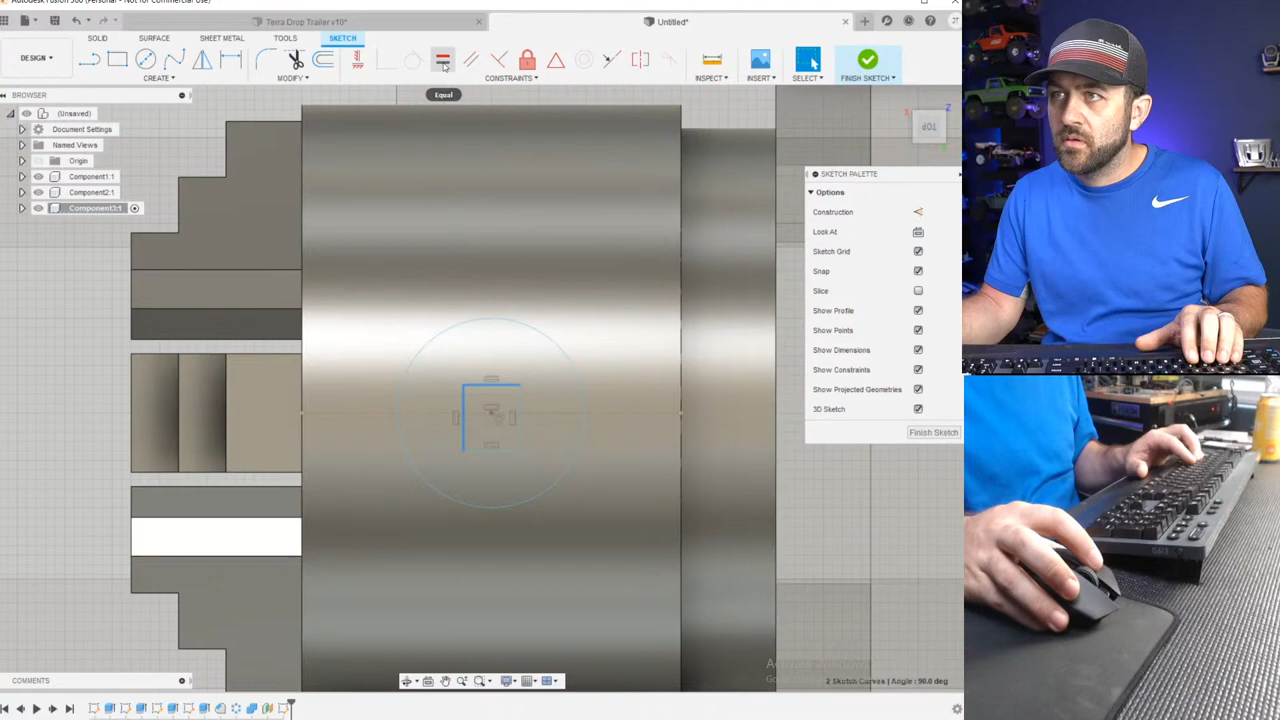 Autodesk Fusion 360 (Personal - Not for Commercial Use)
Terra Drop Trailer v10*
Untitled*
JT
SOLID
SURFACE
SHEET METAL
TOOLS
SKETCH
DESIGN
CREATE
MODIFY
CONSTRAINTS
INSPECT
INSERT
SELECT
FINISH SKETCH
Equal
BROWSER
(Unsaved)
Document Settings
Named Views
Origin
Component1:1
Component2:1
Component3:1
TOP
X
Z
SKETCH PALETTE
Options
Construction
Look At
Sketch Grid
Snap
Slice
Show Profile
Show Points
Show Dimensions
Show Constraints
Show Projected Geometries
3D Sketch
Finish Sketch
COMMENTS
2 Sketch Curves | Angle : 90.0 deg